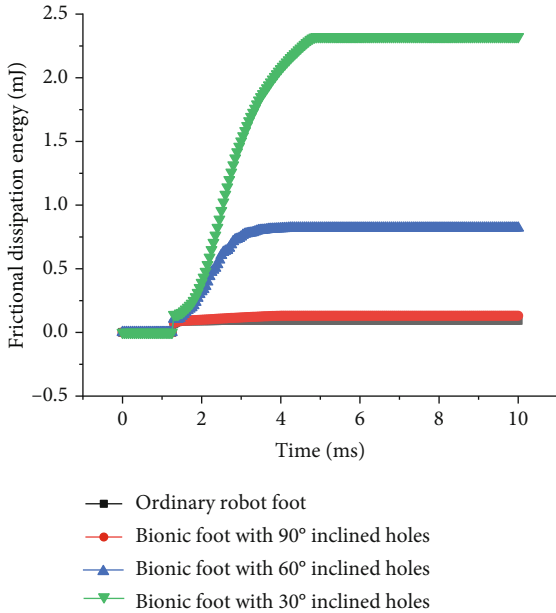 Frictional dissipation energy (mJ)
2.5
2.0
1.5
1.0
0.5
0.0
–0.5
0 2 4 6 8 10
Time (ms)
Ordinary robot foot
Bionic foot with 90° inclined holes
Bionic foot with 60° inclined holes
Bionic foot with 30° inclined holes